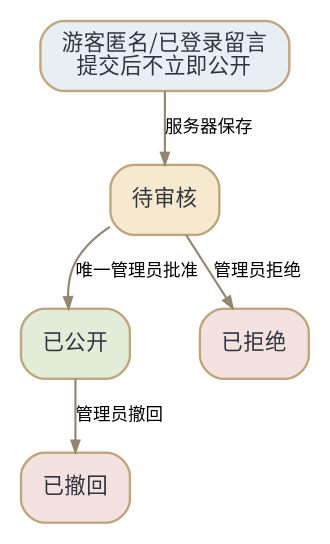 游客匿名/已登录留言
提交后不立即公开
服务器保存
待审核
唯一管理员批准
管理员拒绝
已公开
已拒绝
管理员撤回
已撤回